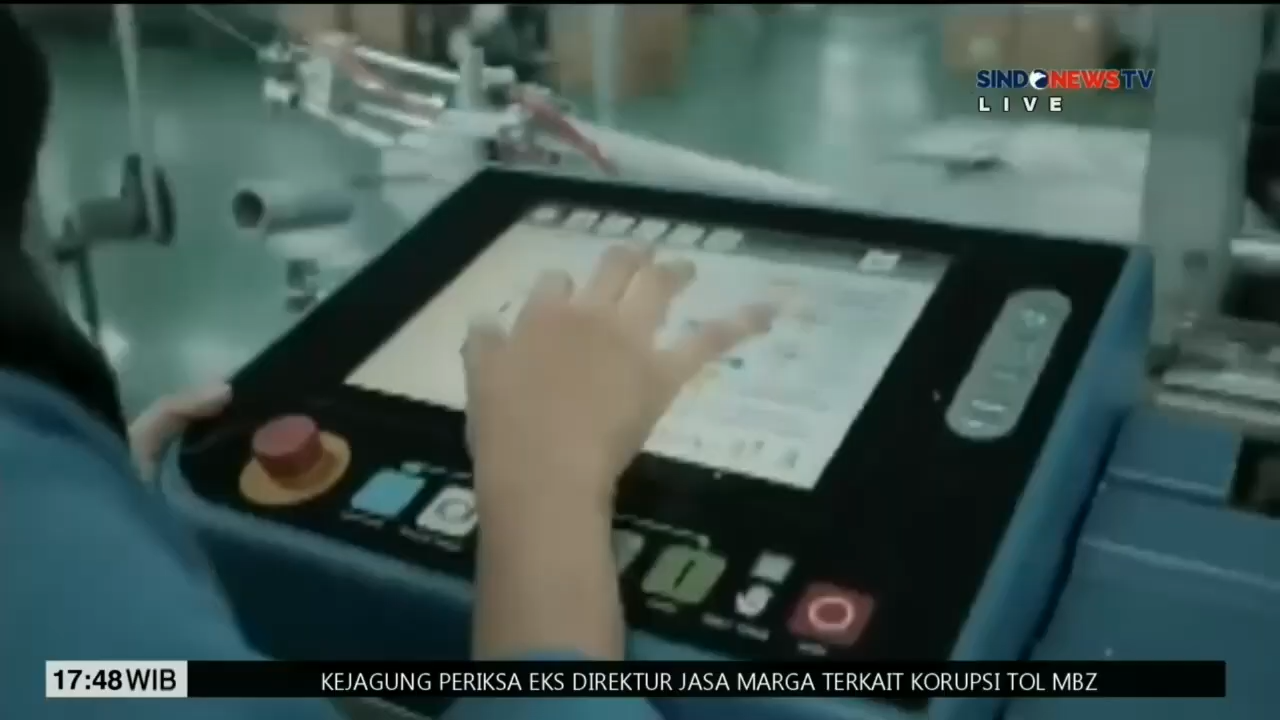 SINDONEWSTV
LIVE
17:48 WIB
KEJAGUNG PERIKSA EKS DIREKTUR JASA MARGA TERKAIT KORUPSI TOL MBZ